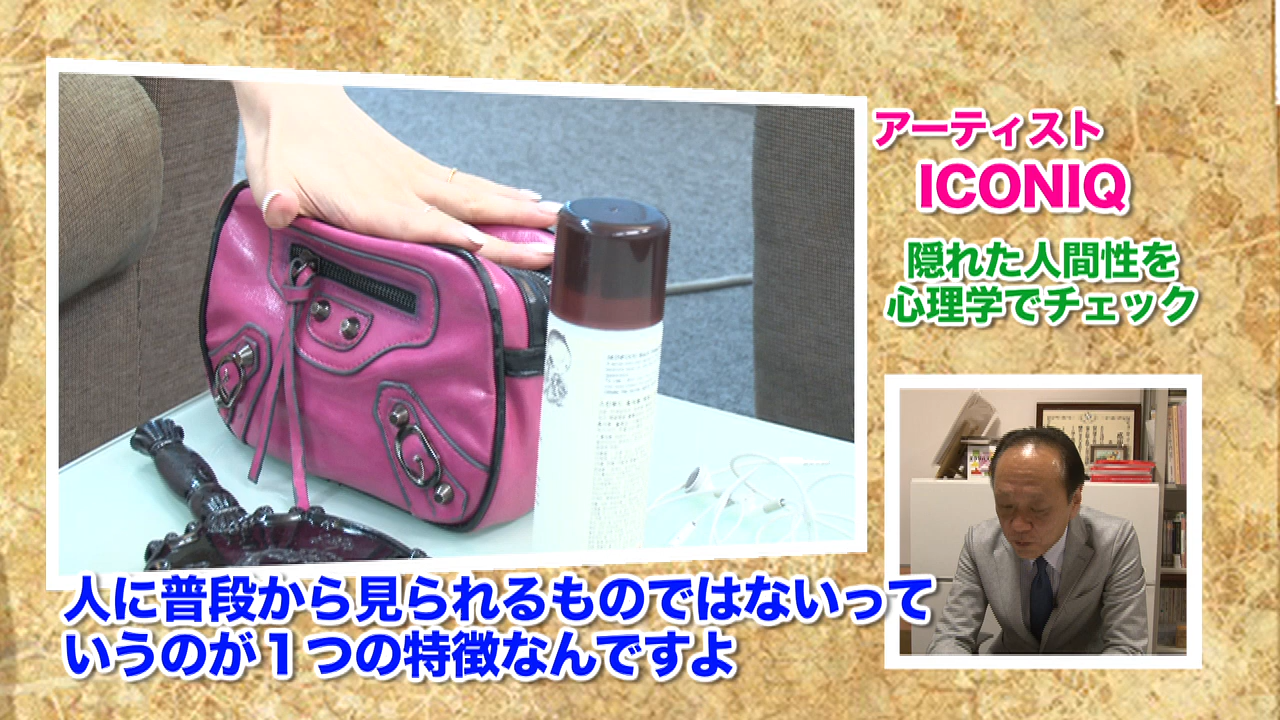 アーティスト
ICONIQ
隠れた人間性を
心理学でチェック
人に普段から見られるものではないって
いうのが１つの特徴なんですよ